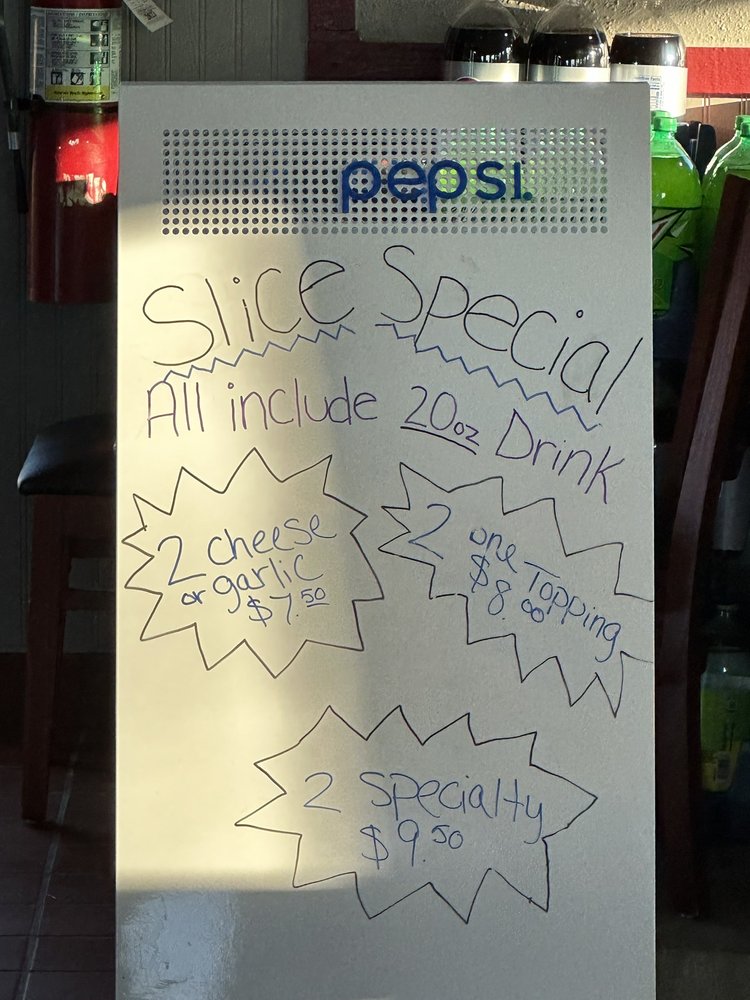 pepsi.
Slice Special
All include 20oz Drink
2 cheese
or garlic
$7.50
2 one Topping
$8.00
2 Specialty
$9.50